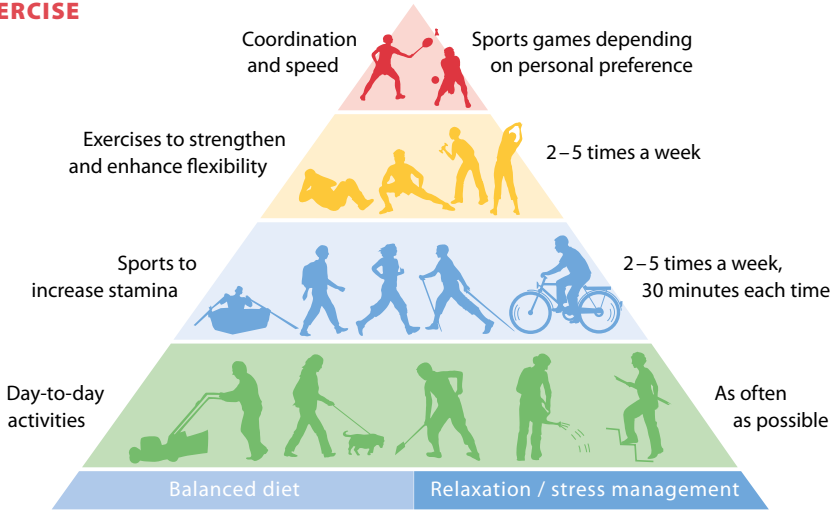 ERCISE
Coordination
and speed
Sports games depending
on personal preference
Exercises to strengthen
and enhance flexibility
2–5 times a week
Sports to
increase stamina
2–5 times a week,
30 minutes each time
Day-to-day
activities
As often
as possible
Balanced diet
Relaxation / stress management